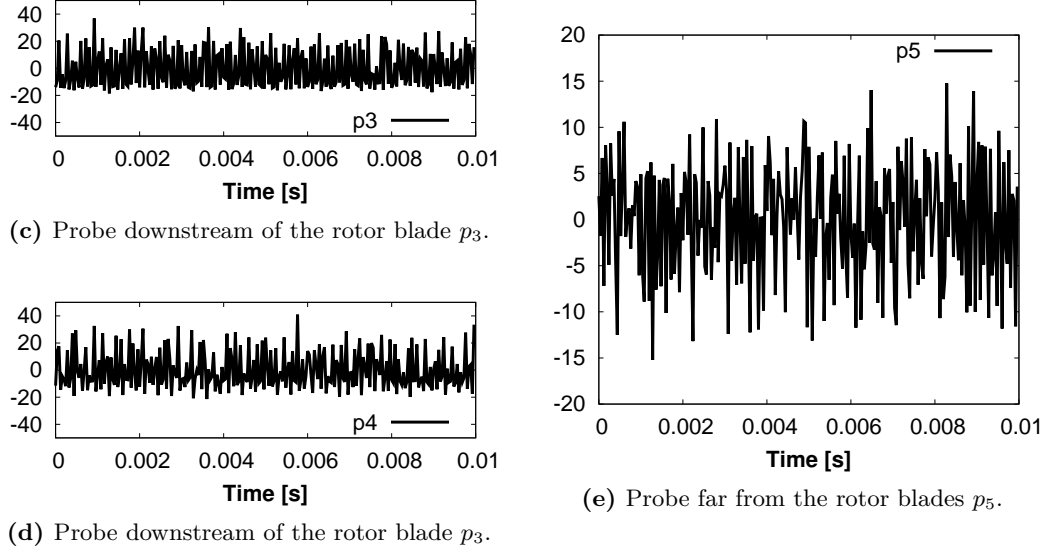 40
20
0
-20
-40
p3
0 0.002 0.004 0.006 0.008 0.01
Time [s]
(c) Probe downstream of the rotor blade p₃.
40
20
0
-20
-40
p4
0 0.002 0.004 0.006 0.008 0.01
Time [s]
(d) Probe downstream of the rotor blade p₃.
20
15
10
5
0
-5
-10
-15
-20
p5
0 0.002 0.004 0.006 0.008 0.01
Time [s]
(e) Probe far from the rotor blades p₅.